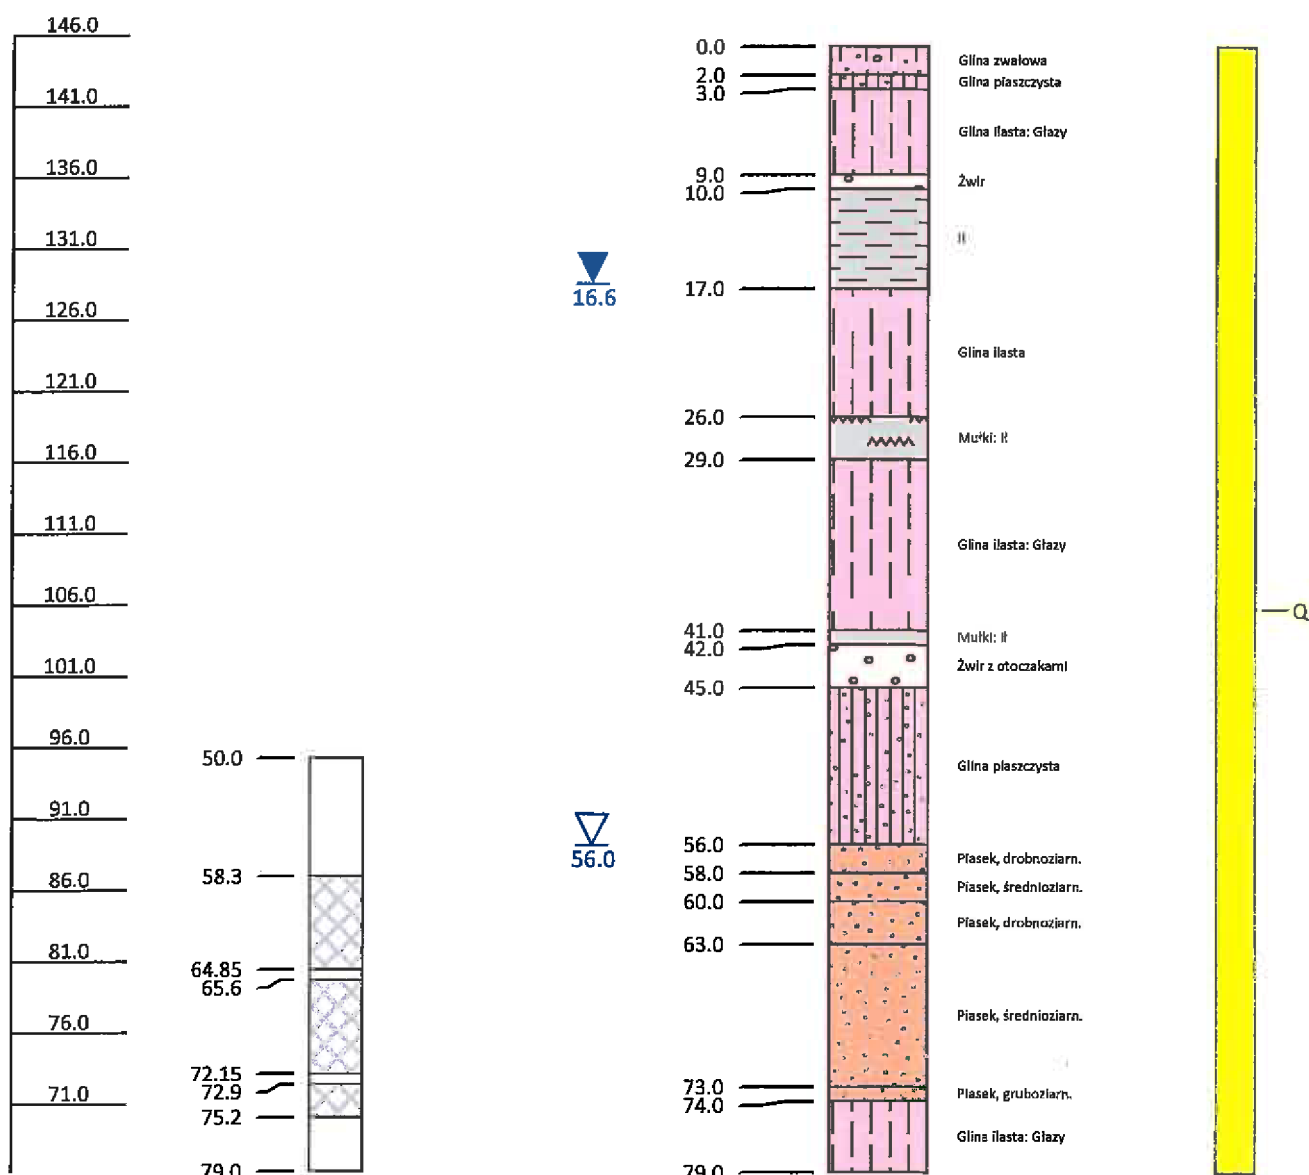 146.0
141.0
136.0
131.0
126.0
121.0
116.0
111.0
106.0
101.0
96.0
91.0
86.0
81.0
76.0
71.0
50.0
58.3
64.85
65.6
72.15
72.9
75.2
79.0
16.6
56.0
0.0
2.0
3.0
9.0
10.0
17.0
26.0
29.0
41.0
42.0
45.0
56.0
58.0
60.0
63.0
73.0
74.0
79.0
Glina zwałowa
Glina piaszczysta
Glina ilasta: Głazy
Żwir
Ił
Glina ilasta
Mułki: Ił
Glina ilasta: Głazy
Mułki: Ił
Żwir z otoczakami
Glina piaszczysta
Piasek, drobnoziarn.
Piasek, średnioziarn.
Piasek, drobnoziarn.
Piasek, średnioziarn.
Piasek, gruboziarn.
Glina ilasta: Głazy
Q